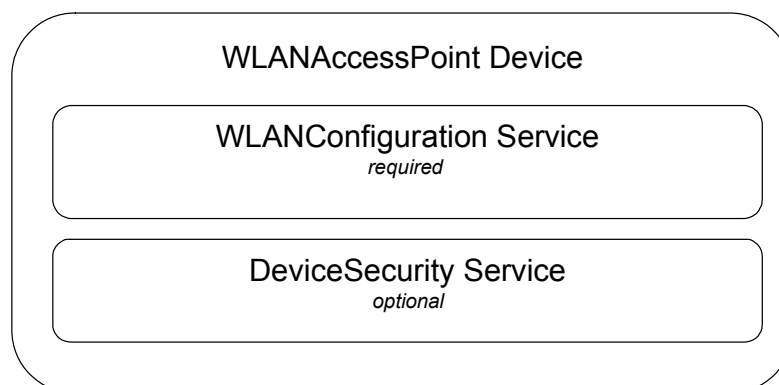 WLANAccessPoint Device
WLANConfiguration Service
required
DeviceSecurity Service
optional